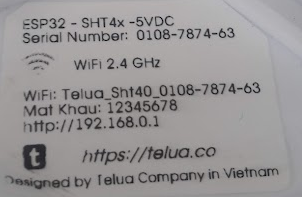 ESP32 - SHT4x -5VDC
Serial Number: 0108-7874-63
WiFi 2.4 GHz
WiFi: Telua_Sht40_0108-7874-63
Mat Khau: 12345678
http://192.168.0.1
t https://telua.co
Designed by Telua Company in Vietnam